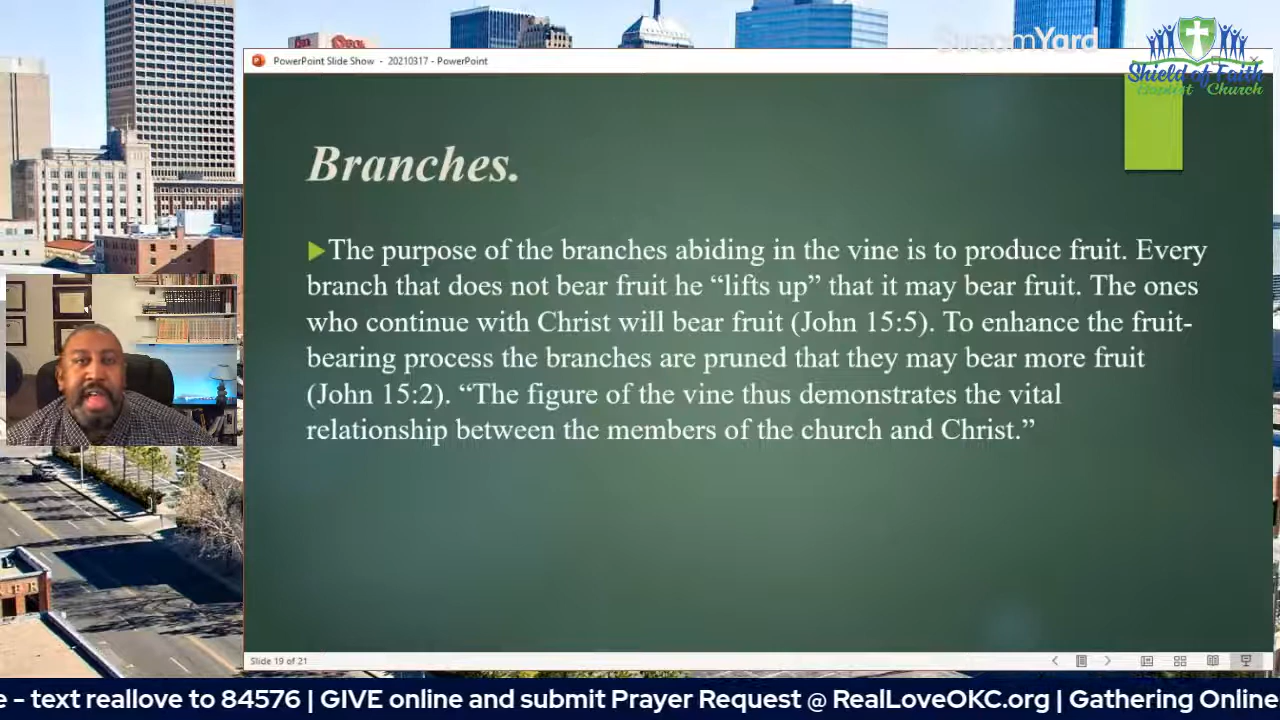 StreamYard
Shield of Faith
Baptist Church
PowerPoint Slide Show - 20210317 - PowerPoint
Branches.
The purpose of the branches abiding in the vine is to produce fruit. Every
branch that does not bear fruit he “lifts up” that it may bear fruit. The ones
who continue with Christ will bear fruit (John 15:5). To enhance the fruit-
bearing process the branches are pruned that they may bear more fruit
(John 15:2). “The figure of the vine thus demonstrates the vital
relationship between the members of the church and Christ.”
Slide 19 of 21
e - text reallove to 84576 | GIVE online and submit Prayer Request @ RealLoveOKC.org | Gathering Online